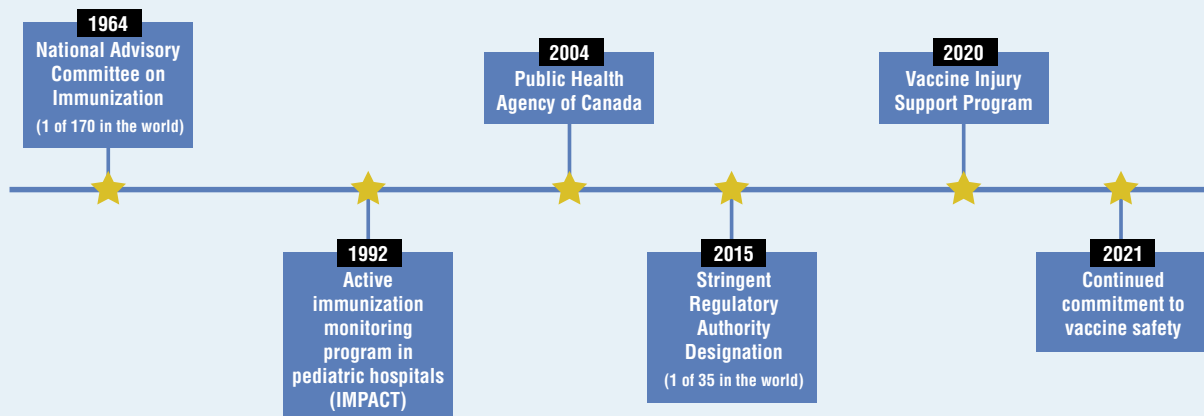 1964
National Advisory
Committee on
Immunization
(1 of 170 in the world)
1992
Active
immunization
monitoring
program in
pediatric hospitals
(IMPACT)
2004
Public Health
Agency of Canada
2015
Stringent
Regulatory
Authority
Designation
(1 of 35 in the world)
2020
Vaccine Injury
Support Program
2021
Continued
commitment to
vaccine safety